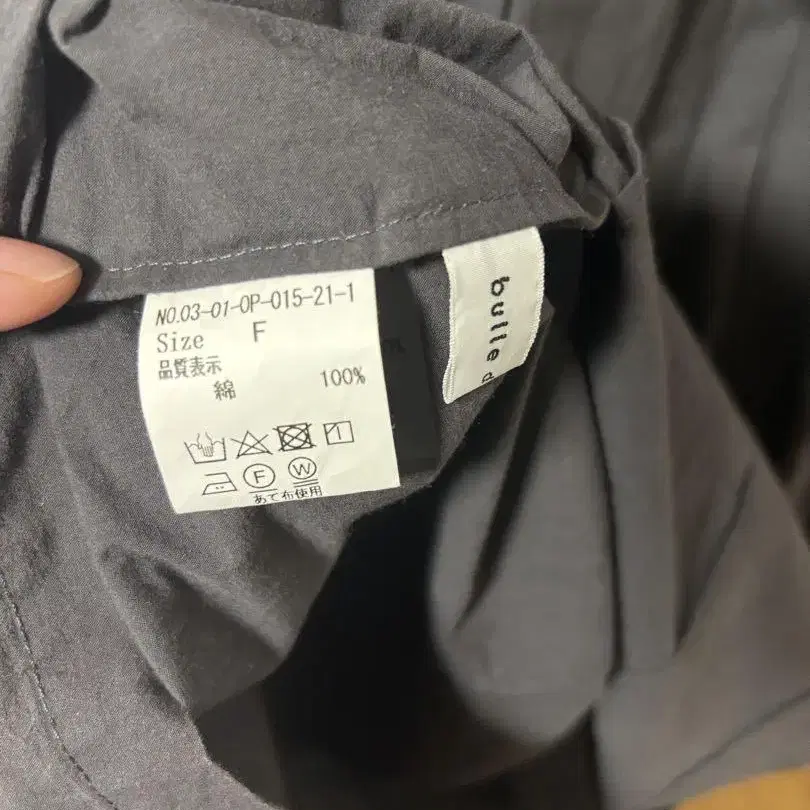 NO.03-01-OP-015-21-1
Size F
品質表示
綿 100%
F W
あて布使用
bulle d